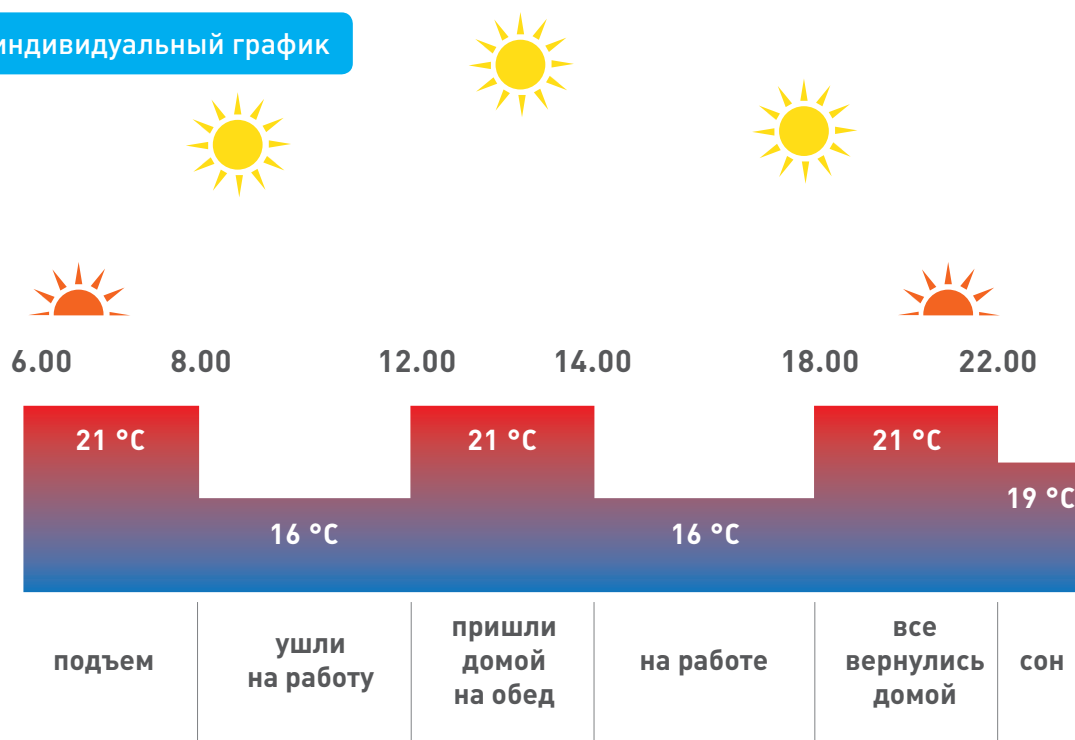 индивидуальный график
6.00 8.00 12.00 14.00 18.00 22.00
21 °C 21 °C 21 °C
19 °C
16 °C 16 °C
подъем
ушли
на работу
пришли
домой
на обед
на работе
все
вернулись
домой
сон